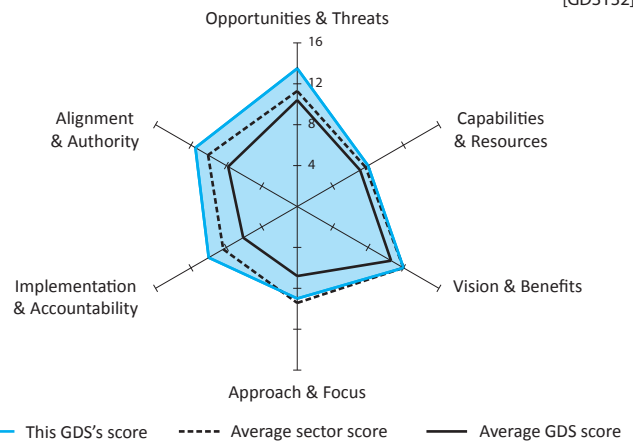 Opportunities & Threats
16
12
8
4
Alignment
& Authority
Capabilities
& Resources
Implementation
& Accountability
Vision & Benefits
Approach & Focus
This GDS's score
Average sector score
Average GDS score